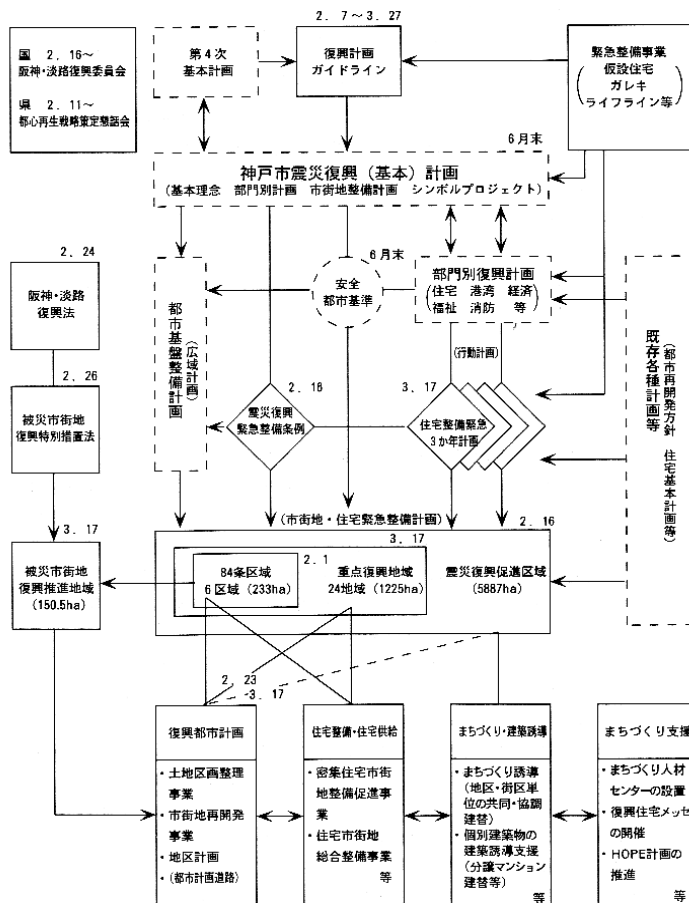 2．7～3．27
国　2．16～
阪神・淡路復興委員会
県　2．11～
都心再生戦略策定懇話会
第4次
基本計画
復興計画
ガイドライン
緊急整備事業
仮設住宅
ガレキ
ライフライン等
6月末
神戸市震災復興（基本）計画
（基本理念　部門別計画　市街地整備計画　シンボルプロジェクト）
2．24
阪神・淡路
復興法
都市基盤整備計画
（広域計画）
6月末
安全
都市基準
部門別復興計画
住宅　港湾　経済
福祉　消防　等
（行動計画）
既存各種計画等
（都市再開発方針　住宅基本計画等）
2．26
被災市街地
復興特別措置法
2．16
震災復興
緊急整備条例
3．17
住宅整備緊急
3か年計画
（市街地・住宅緊急整備計画）
3．17
被災市街地
復興推進地域
（150.5ha）
2．16
3．17
2．1
84条区域
6区域（233ha）
重点復興地域
24地域（1225ha）
震災復興促進区域
（5887ha）
2．23
-3．17
復興都市計画
・土地区画整理
事業
・市街地再開発
事業
・地区計画
・（都市計画道路）
住宅整備・住宅供給
・密集住宅市街
地整備促進事
業
・住宅市街地
総合整備事業
等
まちづくり・建築誘導
・まちづくり誘導
（地区・街区単
位の共同・協調
建替）
・個別建築物の
建築誘導支援
（分譲マンション
建替等）
等
まちづくり支援
・まちづくり人材
センターの設置
・復興住宅メッセ
の開催
・HOPE計画の
推進
等